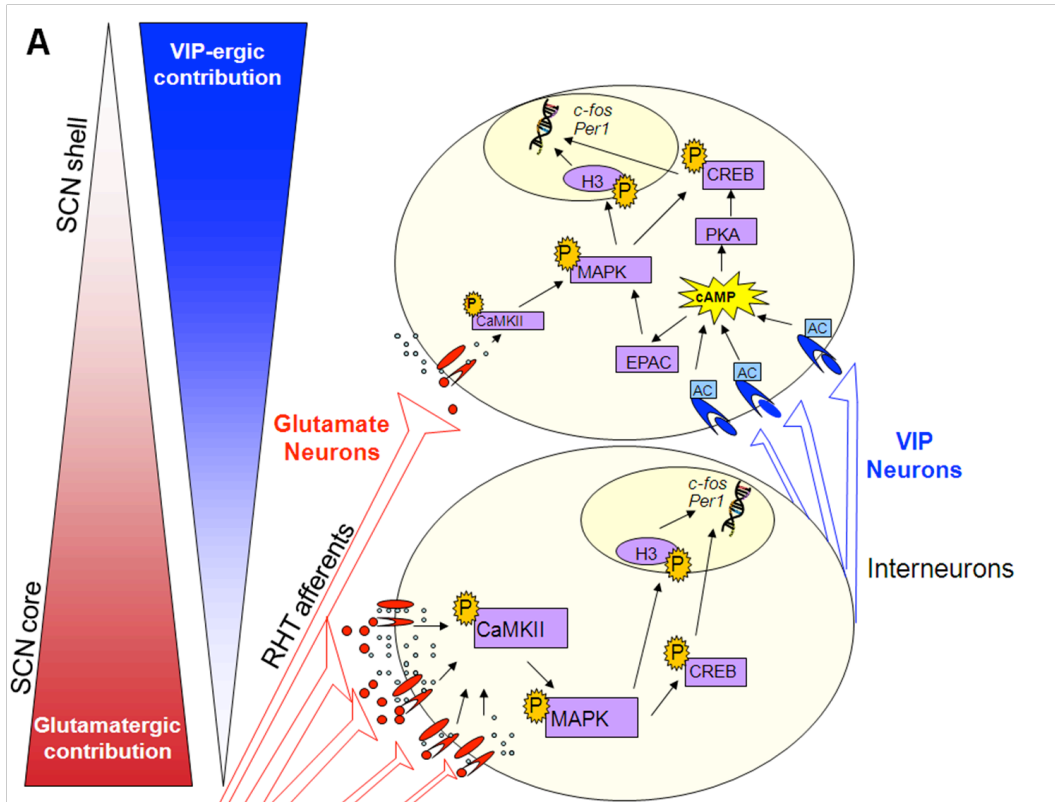 A
VIP-ergic
contribution
SCN shell
SCN core
Glutamatergic
contribution
c-fos
Per1
H3
P
P
CREB
PKA
P
MAPK
cAMP
P
CaMKII
EPAC
AC
AC
AC
Glutamate
Neurons
VIP
Neurons
RHT afferents
Interneurons
c-fos
Per1
H3
P
P
CaMKII
P
CREB
P
MAPK